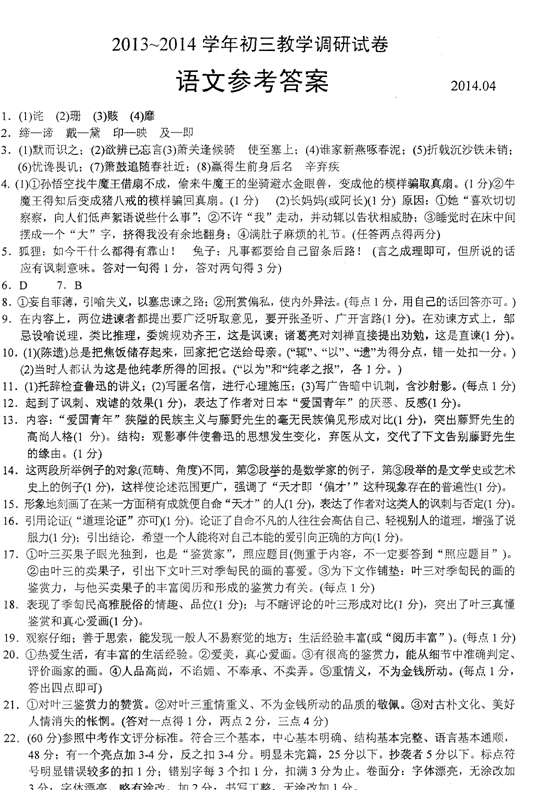 2013~2014 学年初三教学调研试卷
语文参考答案
2014.04
1. (1)诧 (2)珊 (3)赅 (4)靡
2. 缔—谛 戴—黛 印—映 及—即
3. (1)默而识之；(2)欲辨已忘言(3)萧关逢候骑 使至塞上；(4)谁家新燕啄春泥；(5)折戟沉沙铁未销；
(6)忧谗畏讥；(7)箫鼓追随春社近；(8)赢得生前身后名 辛弃疾
4. (1)①孙悟空找牛魔王借扇不成，偷来牛魔王的坐骑避水金睛兽，变成他的模样骗取真扇。(1 分)②牛
魔王得知后变成猪八戒的模样骗回真扇。(1 分) (2)长妈妈(或阿长)(1 分) 原因：①她“喜欢切切
察察，向人们低声絮语说些什么事”；②不许“我”走动，并动辄以告状相威胁；③睡觉时在床中间
摆成一个“大”字，挤得我没有余地翻身；④满肚子麻烦的礼节。(任答两点得两分)
5. 狐狸：如今干什么都得有靠山！ 兔子：凡事都要给自己留条后路！ (言之成理即可，但所说的话
应有讽刺意味。答对一句得 1 分，答对两句得 3 分)
6. D 7. B
8. ①妄自菲薄，引喻失义，以塞忠谏之路；②刑赏偏私，使内外异法。(每点 1 分，用自己的话回答亦可。)
9. 在内容上，两位进谏者都提出要广泛听取意见，要开张圣听、广开言路(1 分)。在劝谏方式上，邹
忌设喻说理，类比推理，委婉规劝齐王，这是讽谏；诸葛亮对刘禅直接提出劝勉，这是直谏(1 分)。
10. (1)(陈遗)总是把焦饭储存起来，回家把它送给母亲。(“辄”、“以”、“遗”为得分点，错一处扣一分。)
(2)当时人都认为这是他纯孝所得的回报。(“以为”和“纯孝之报”，各 1 分。)
11. (1)托辞检查鲁迅的讲义；(2)写匿名信，进行心理施压；(3)写广告暗中讥刺，含沙射影。(每点 1 分)
12. 起到了讽刺、戏谑的效果(1 分)，表达了作者对日本“爱国青年”的厌恶、反感(1 分)。
13. 内容：“爱国青年”狭隘的民族主义与藤野先生的毫无民族偏见形成对比(1 分)，突出藤野先生的
高尚人格(1 分)。结构：观影事件使鲁迅的思想发生变化，弃医从文，交代了下文告别藤野先生
的缘由。(1 分)
14. 这两段所举例子的对象(范畴、角度)不同，第②段举的是数学家的例子，第③段举的是文学史或艺术
史上的例子(1 分)，这样使论述范围更广，强调了“天才即‘偏才’”这种现象存在的普遍性(1 分)。
15. 形象地刻画了在某一方面稍有成就便自命“天才”的人(1 分)，表达了作者对这类人的讽刺与否定(1 分)。
16. 引用论证(“道理论证”亦可)(1 分)。论证了自命不凡的人往往会高估自己、轻视别人的道理，增强了说
服力(1 分)；引出结论，希望一个人能将对自己本能的爱引向正确的方向(1 分)。
17. ①叶三买果子眼光独到，也是“鉴赏家”，照应题目(侧重于内容，不一定要答到“照应题目”)。
②由叶三的卖果子，引出下文叶三对季匋民的画的喜爱。③为下文作铺垫：叶三对季匋民的画的
鉴赏力，与他买卖果子的丰富阅历和形成的鉴赏力有关。(每点 1 分)
18. 表现了季匋民高雅脱俗的情趣、品位(1 分)；与不瞎评论的叶三形成对比(1 分)，突出了叶三真懂
鉴赏和真心爱画(1 分)。
19. 观察仔细；善于思索，能发现一般人不易察觉的地方；生活经验丰富(或“阅历丰富”)。(每点 1 分)
20. ①热爱生活，有丰富的生活经验。②爱美，真心爱画。③有很高的鉴赏力，能从细节中准确判定、
评价画家的画。④人品高尚，不谄媚、不奉承、不卖弄。⑤重情义，不为金钱所动。(每点 1 分，
答出四点即可)
21. ①对叶三鉴赏力的赞赏。②对叶三重情重义、不为金钱所动的品质的敬佩。③对古朴文化、美好
人情消失的怅惘。(答对一点得 1 分，两点 2 分，三点 4 分)
22. (60 分)参照中考作文评分标准。符合三个基本，中心基本明确、结构基本完整、语言基本通顺，
48 分；有一个亮点加 3-4 分，反之扣 3-4 分。明显未完篇，25 分以下。抄袭者 5 分以下。标点符
号明显错误较多的扣 1 分；错别字每 3 个扣 1 分，扣满 3 分为止。卷面分：字体漂亮，无涂改加
3 分；字体漂亮，略有涂改，加 2 分；书写工整，无涂改加 1 分。